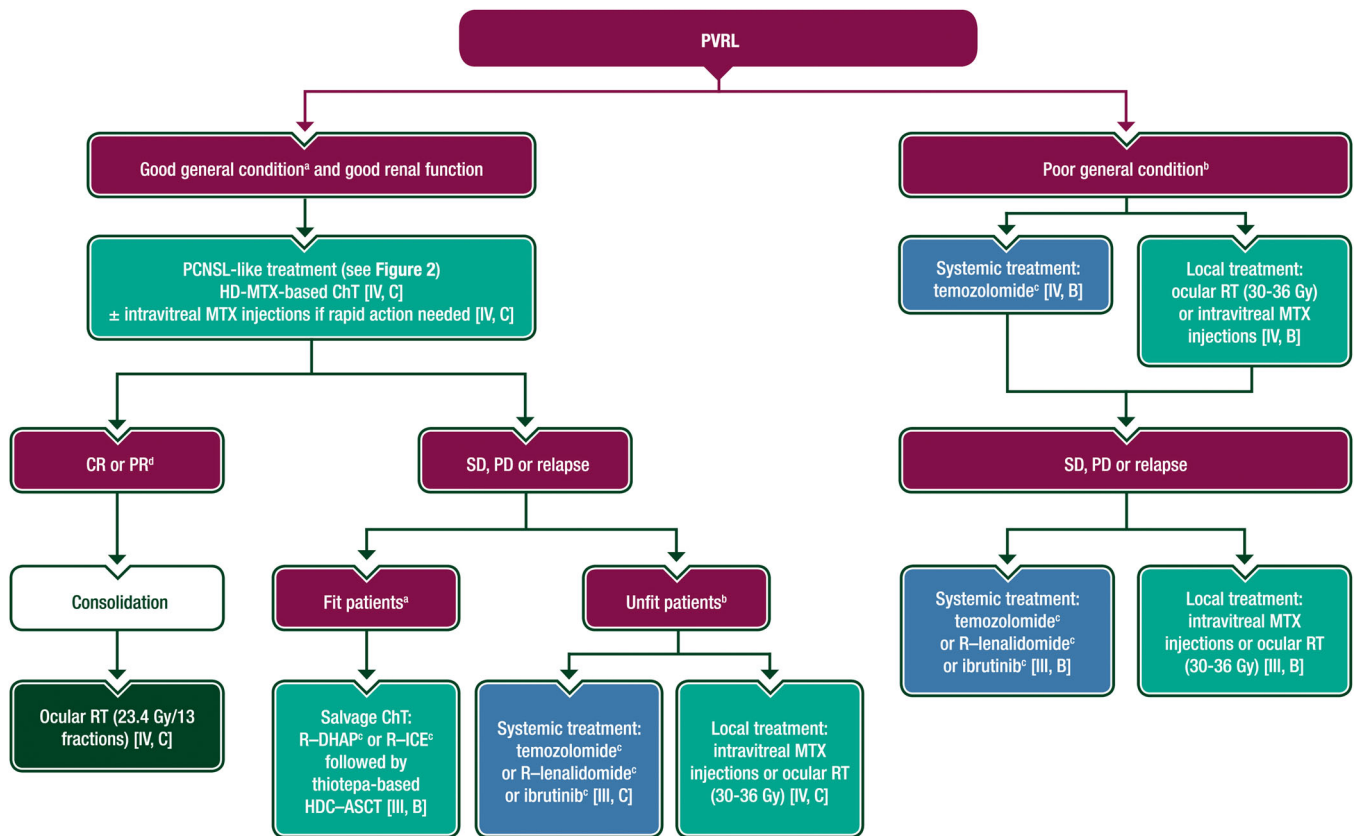 PVRL
Good general conditionᵃ and good renal function
Poor general conditionᵇ
PCNSL-like treatment (see Figure 2)
HD-MTX-based ChT [IV, C]
± intravitreal MTX injections if rapid action needed [IV, C]
Systemic treatment:
temozolomideᶜ [IV, B]
Local treatment:
ocular RT (30-36 Gy)
or intravitreal MTX
injections [IV, B]
CR or PRᵈ
SD, PD or relapse
SD, PD or relapse
Consolidation
Fit patientsᵃ
Unfit patientsᵇ
Systemic treatment:
temozolomideᶜ
or R–lenalidomideᶜ
or ibrutinibᶜ [III, B]
Local treatment:
intravitreal MTX
injections or ocular RT
(30-36 Gy) [III, B]
Ocular RT (23.4 Gy/13
fractions) [IV, C]
Salvage ChT:
R–DHAPᶜ or R–ICEᶜ
followed by
thiotepa-based
HDC–ASCT [III, B]
Systemic treatment:
temozolomideᶜ
or R–lenalidomideᶜ
or ibrutinibᶜ [III, C]
Local treatment:
intravitreal MTX
injections or ocular RT
(30-36 Gy) [IV, C]